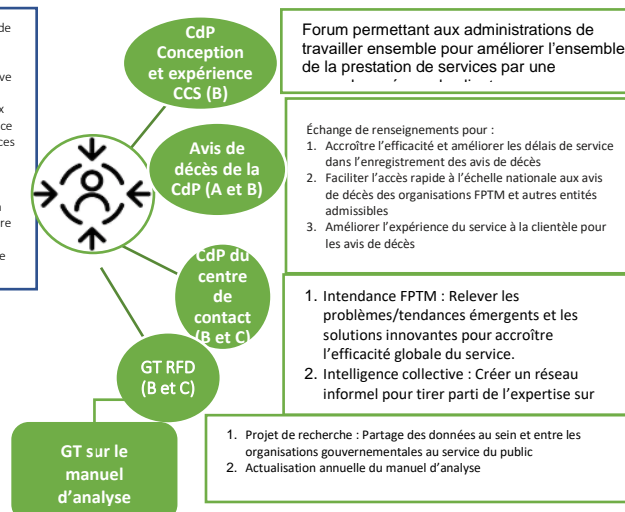 de
ve
x
ce
ces
re
e
CdP
Conception
et expérience
CCS (B)
Forum permettant aux administrations de
travailler ensemble pour améliorer l'ensemble
de la prestation de services par une
Avis de
décès de la
CdP (A et B)
Échange de renseignements pour :
1. Accroître l'efficacité et améliorer les délais de service
dans l'enregistrement des avis de décès
2. Faciliter l'accès rapide à l'échelle nationale aux avis
de décès des organisations FPTM et autres entités
admissibles
3. Améliorer l'expérience du service à la clientèle pour
les avis de décès
CdP du
centre
de
contact
(B et C)
1. Intendance FPTM : Relever les
problèmes/tendances émergents et les
solutions innovantes pour accroître
l'efficacité globale du service.
2. Intelligence collective : Créer un réseau
informel pour tirer parti de l'expertise sur
GT RFD
(B et C)
GT sur le
manuel
d'analyse
1. Projet de recherche : Partage des données au sein et entre les
organisations gouvernementales au service du public
2. Actualisation annuelle du manuel d'analyse